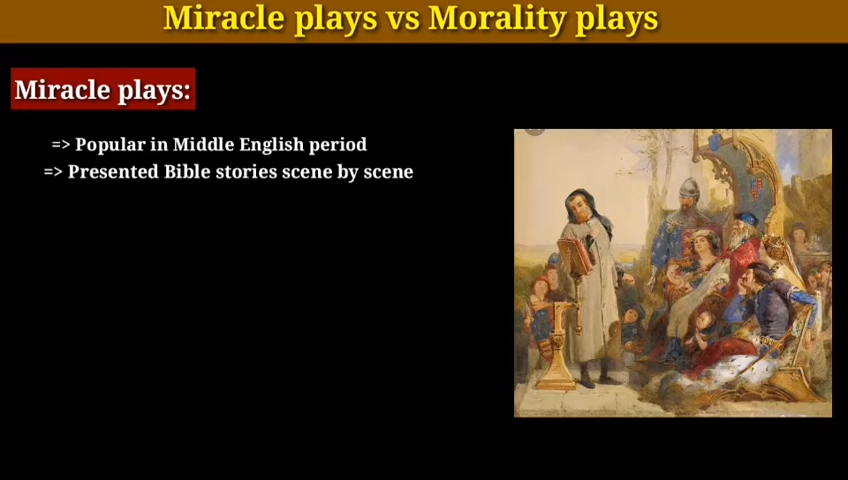 Miracle plays vs Morality plays
Miracle plays:
=> Popular in Middle English period
=> Presented Bible stories scene by scene